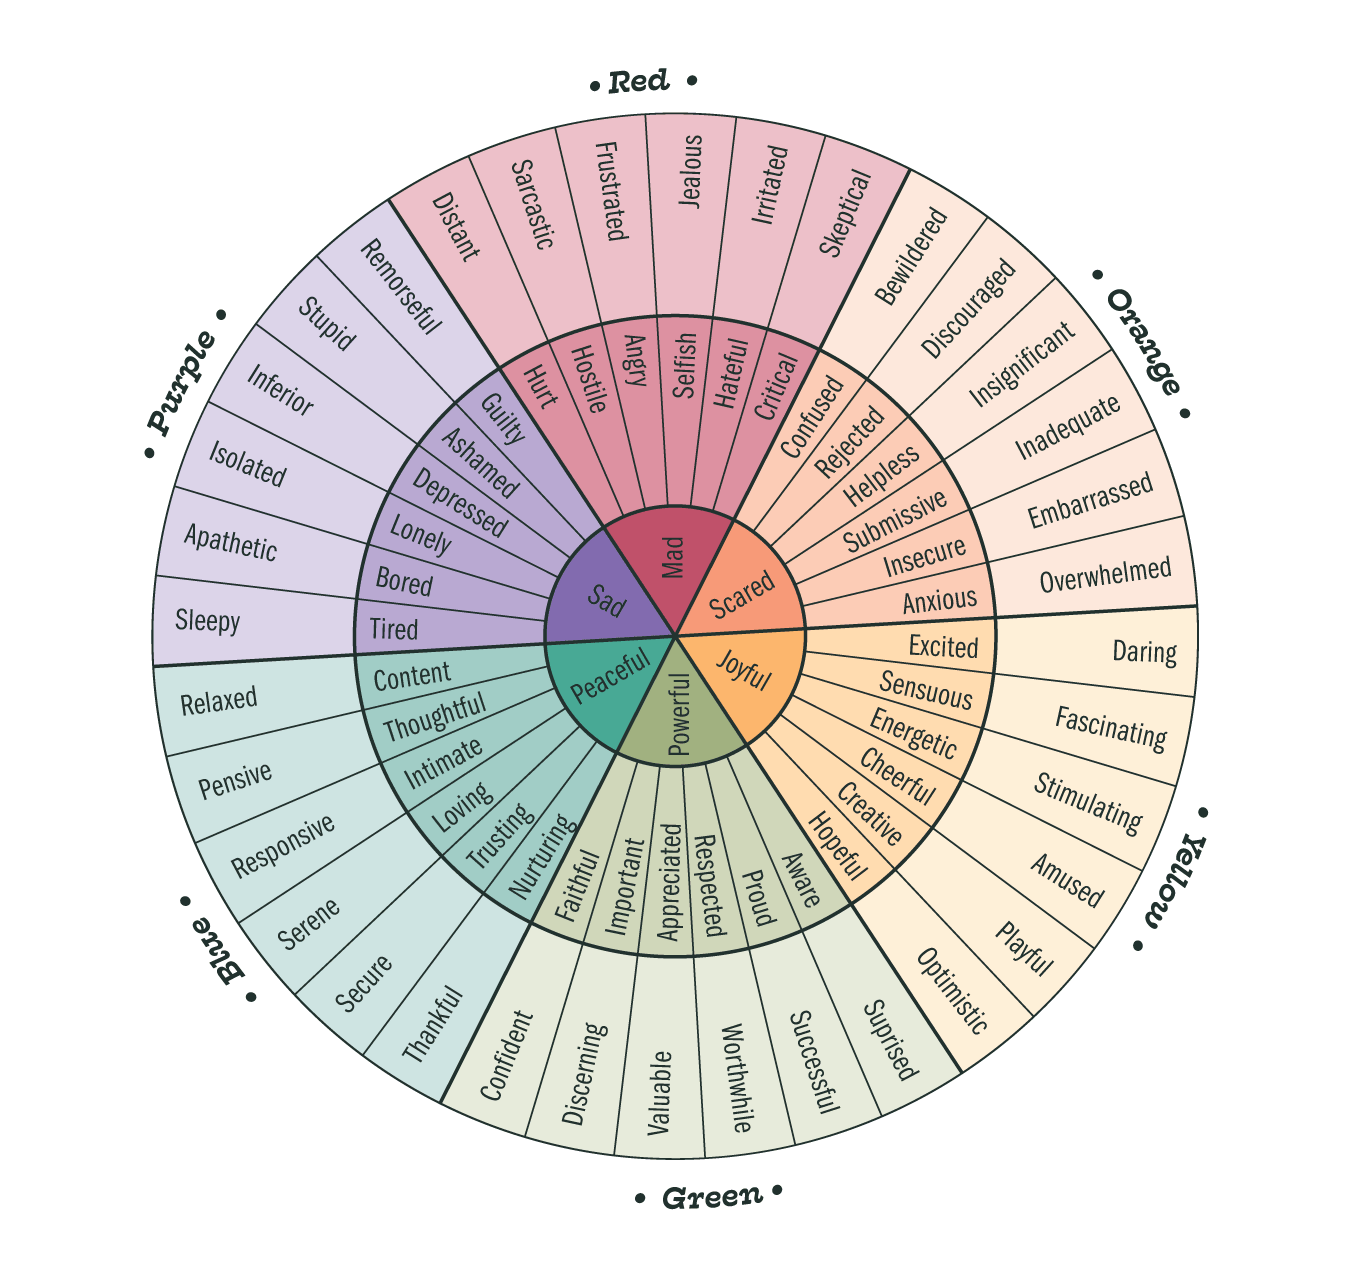 • Red •
• Orange •
• Yellow •
• Green •
• Blue •
• Purple •
Mad
Hurt
Hostile
Angry
Selfish
Hateful
Critical
Distant
Sarcastic
Frustrated
Jealous
Irritated
Skeptical
Scared
Confused
Rejected
Helpless
Submissive
Insecure
Anxious
Bewildered
Discouraged
Insignificant
Inadequate
Embarrassed
Overwhelmed
Joyful
Excited
Sensuous
Energetic
Cheerful
Creative
Hopeful
Daring
Fascinating
Stimulating
Amused
Playful
Optimistic
Powerful
Aware
Proud
Respected
Appreciated
Important
Faithful
Suprised
Successful
Worthwhile
Valuable
Discerning
Confident
Peaceful
Nurturing
Trusting
Loving
Intimate
Thoughtful
Content
Thankful
Secure
Serene
Responsive
Pensive
Relaxed
Sad
Tired
Bored
Lonely
Depressed
Ashamed
Guilty
Sleepy
Apathetic
Isolated
Inferior
Stupid
Remorseful